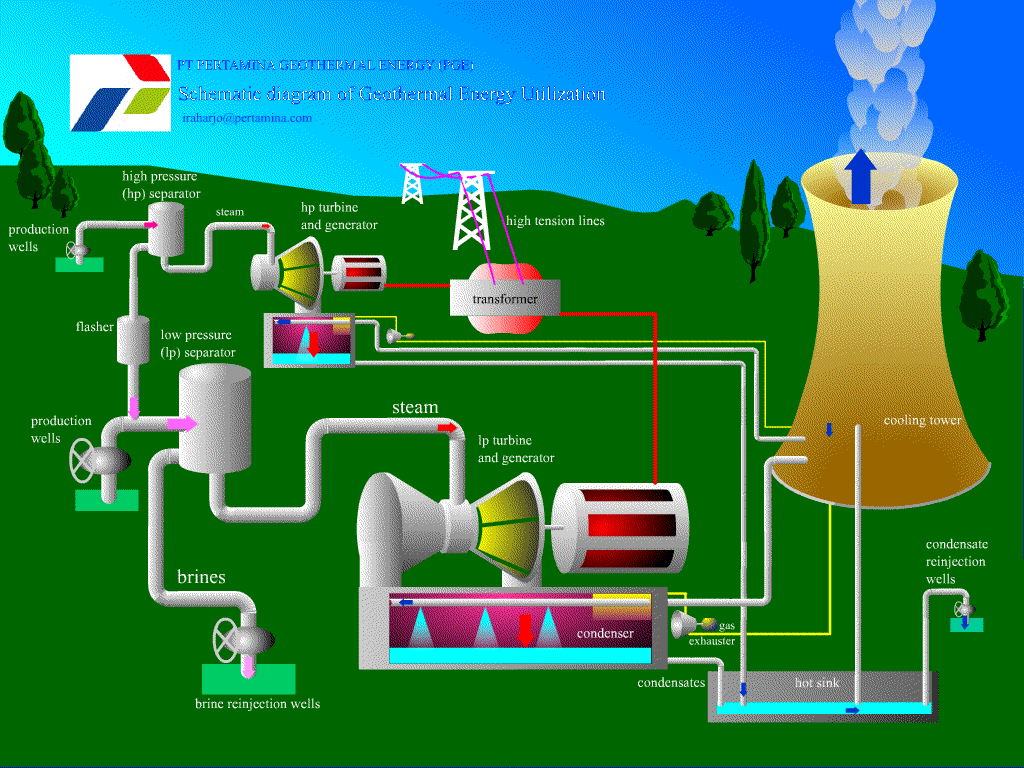 PT PERTAMINA GEOTHERMAL ENERGY (PGE)
Schematic diagram of Geothermal Energy Utilization
iraharjo@pertamina.com
high pressure
(hp) separator
steam
hp turbine
and generator
production
wells
high tension lines
transformer
flasher
low pressure
(lp) separator
production
wells
steam
lp turbine
and generator
cooling tower
brines
condenser
gas
exhauster
condensate
reinjection
wells
condensates
hot sink
brine reinjection wells